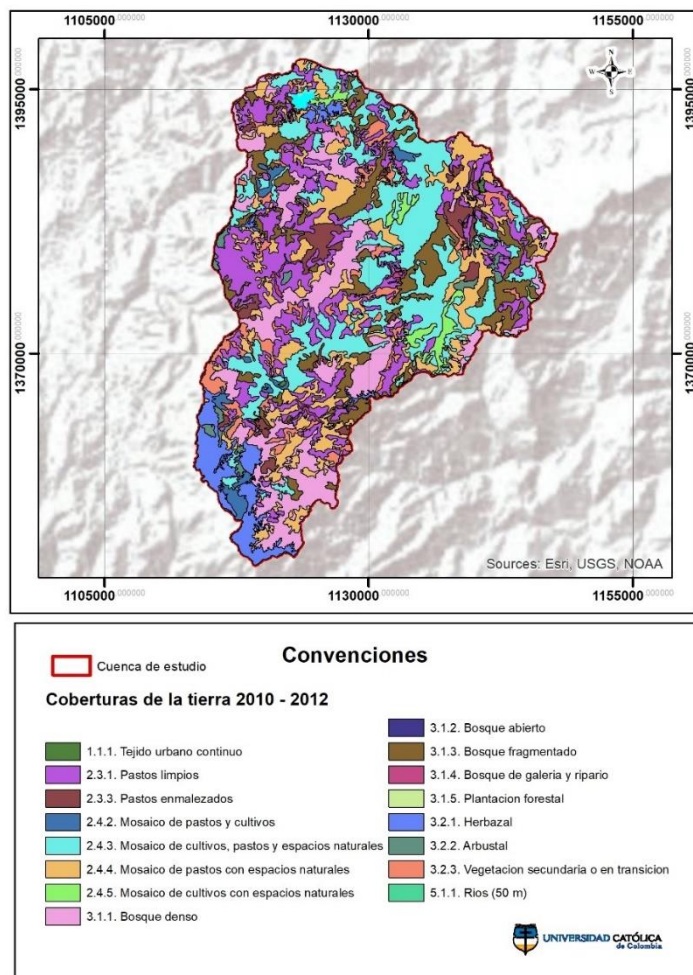 1105000.000000 1130000.000000 1155000.000000
N
W E
S
1395000.000000 1395000.000000
1370000.000000 1370000.000000
Sources: Esri, USGS, NOAA
1105000.000000 1130000.000000 1155000.000000
Convenciones
Cuenca de estudio
Coberturas de la tierra 2010 - 2012
1.1.1. Tejido urbano continuo
2.3.1. Pastos limpios
2.3.3. Pastos enmalezados
2.4.2. Mosaico de pastos y cultivos
2.4.3. Mosaico de cultivos, pastos y espacios naturales
2.4.4. Mosaico de pastos con espacios naturales
2.4.5. Mosaico de cultivos con espacios naturales
3.1.1. Bosque denso
3.1.2. Bosque abierto
3.1.3. Bosque fragmentado
3.1.4. Bosque de galeria y ripario
3.1.5. Plantacion forestal
3.2.1. Herbazal
3.2.2. Arbustal
3.2.3. Vegetacion secundaria o en transicion
5.1.1. Rios (50 m)
UNIVERSIDAD CATÓLICA
de Colombia